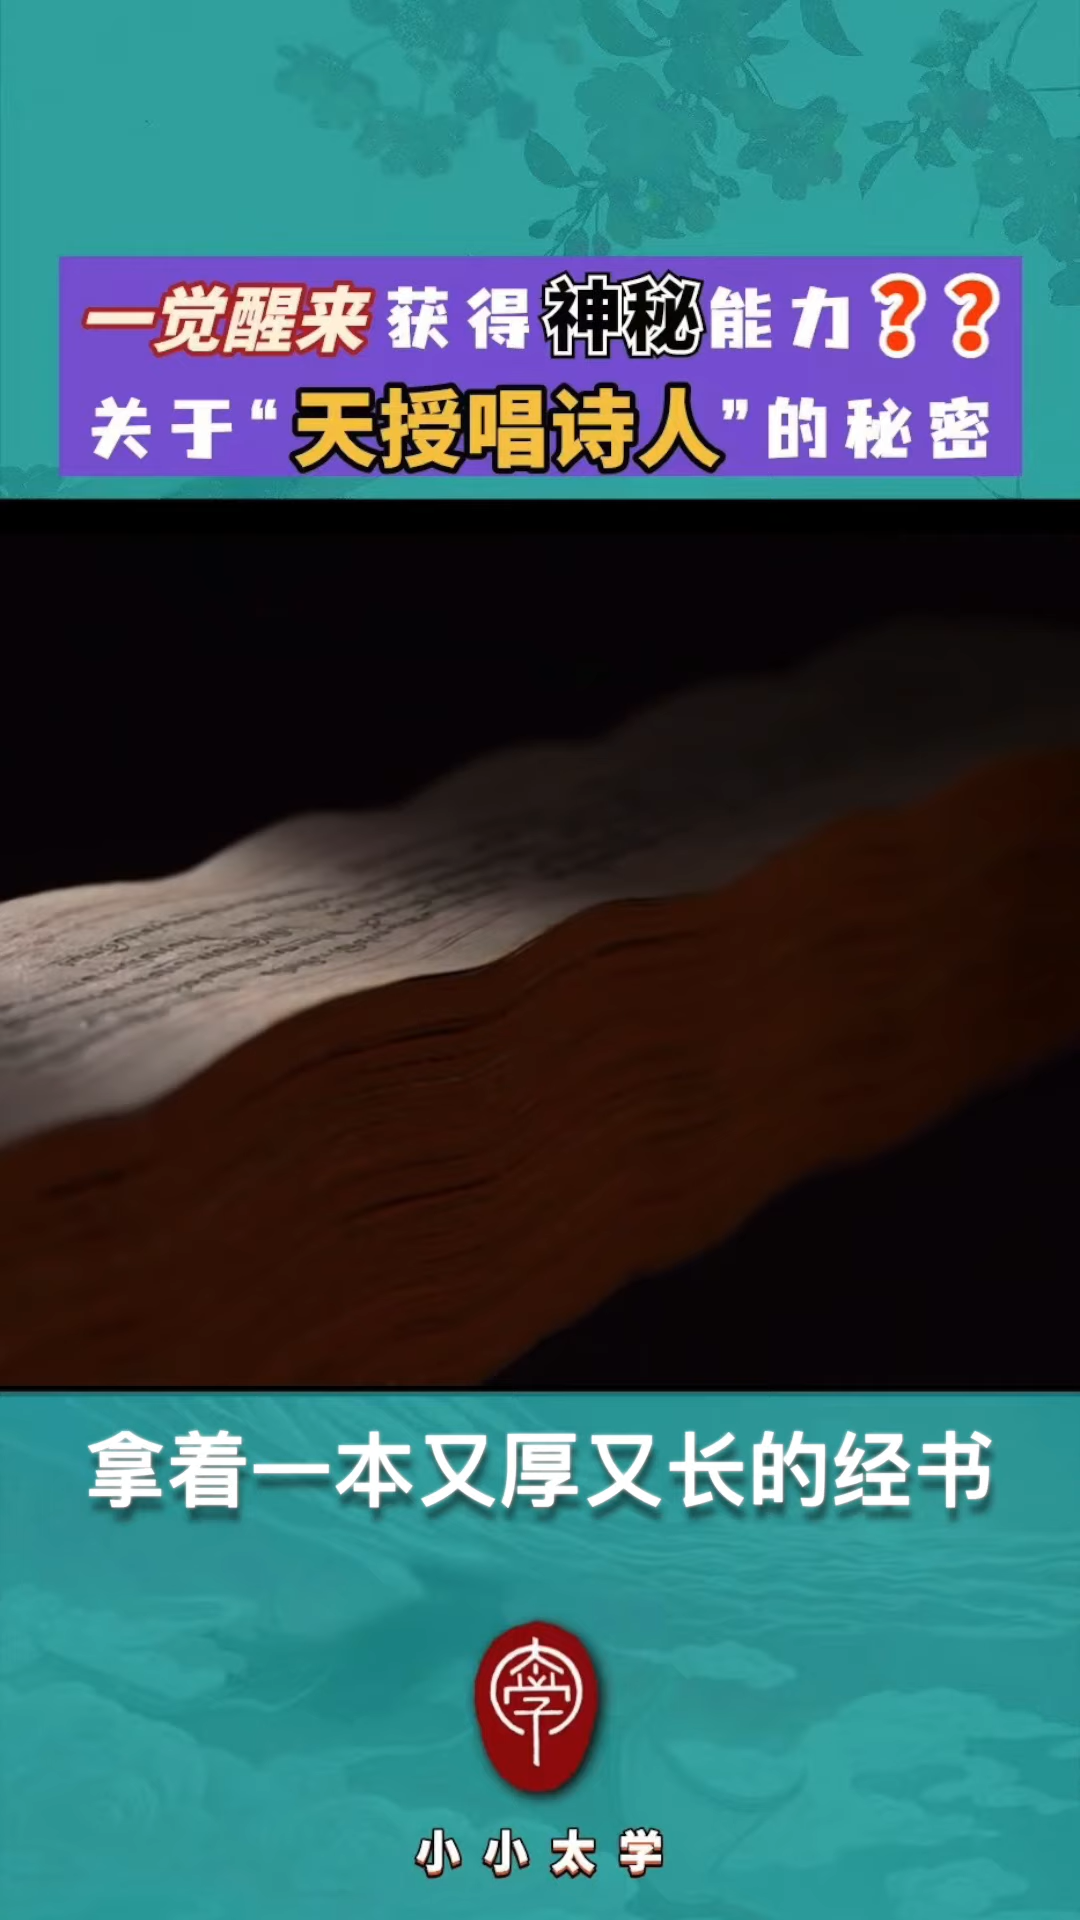 一觉醒来获得神秘能力??
关于“天授唱诗人”的秘密
拿着一本又厚又长的经书
小小太学